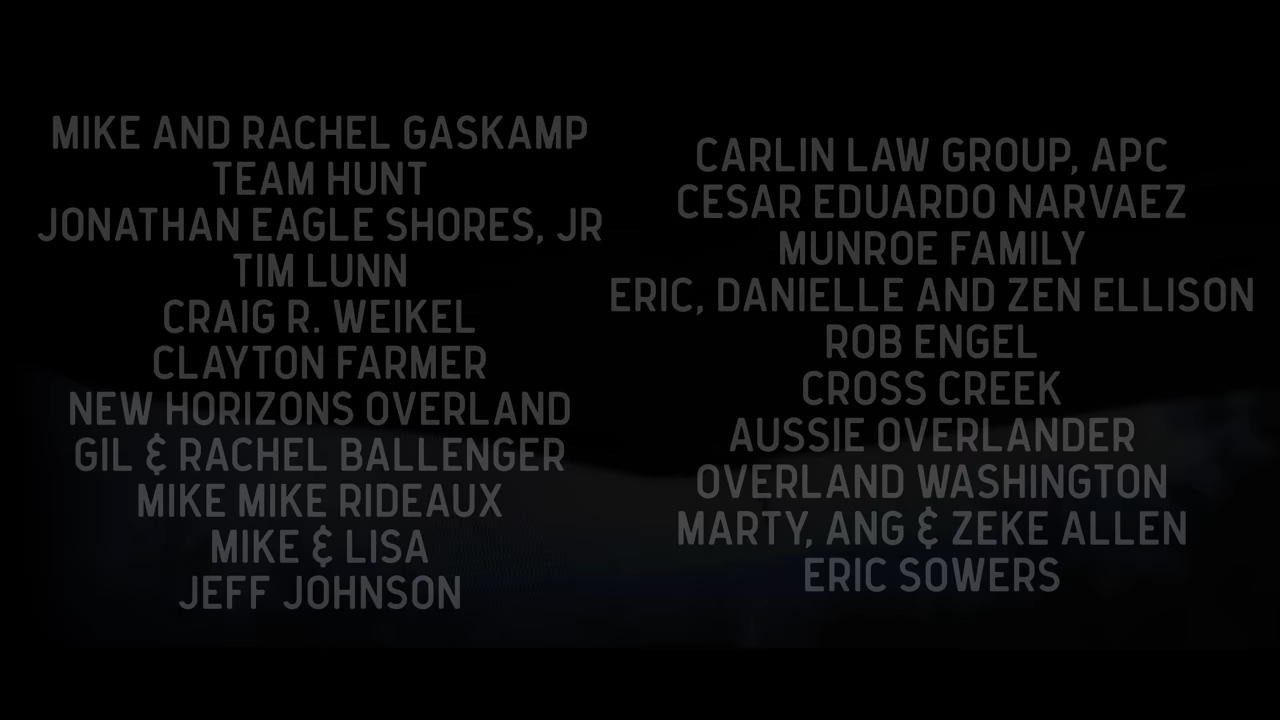 MIKE AND RACHEL GASKAMP
TEAM HUNT
JONATHAN EAGLE SHORES, JR
TIM LUNN
CRAIG R. WEIKEL
CLAYTON FARMER
NEW HORIZONS OVERLAND
GIL & RACHEL BALLENGER
MIKE MIKE RIDEAUX
MIKE & LISA
JEFF JOHNSON
CARLIN LAW GROUP, APC
CESAR EDUARDO NARVAEZ
MUNROE FAMILY
ERIC, DANIELLE AND ZEN ELLISON
ROB ENGEL
CROSS CREEK
AUSSIE OVERLANDER
OVERLAND WASHINGTON
MARTY, ANG & ZEKE ALLEN
ERIC SOWERS